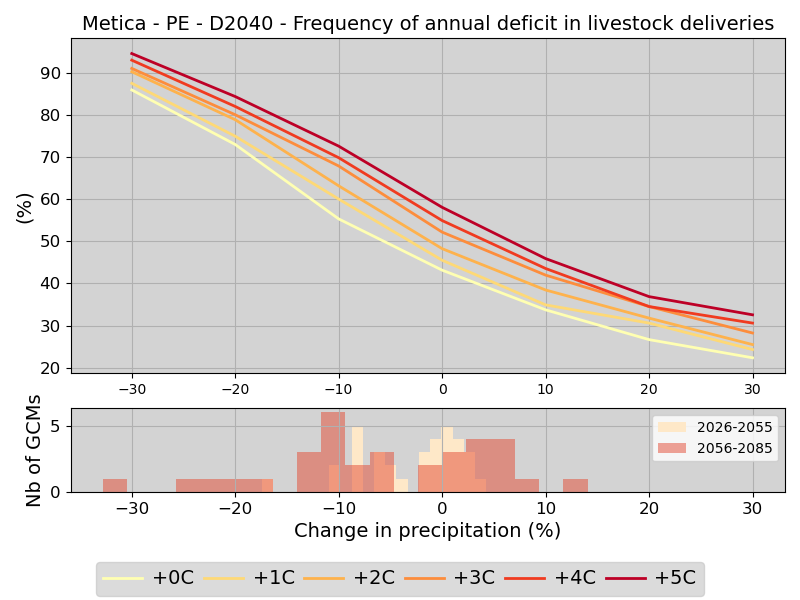 Metica - PE - D2040 - Frequency of annual deficit in livestock deliveries
(%)
90
80
70
60
50
40
30
20
−30 −20 −10 0 10 20 30
Nb of GCMs
5
0
2026-2055
2056-2085
−30 −20 −10 0 10 20 30
Change in precipitation (%)
+0C +1C +2C +3C +4C +5C